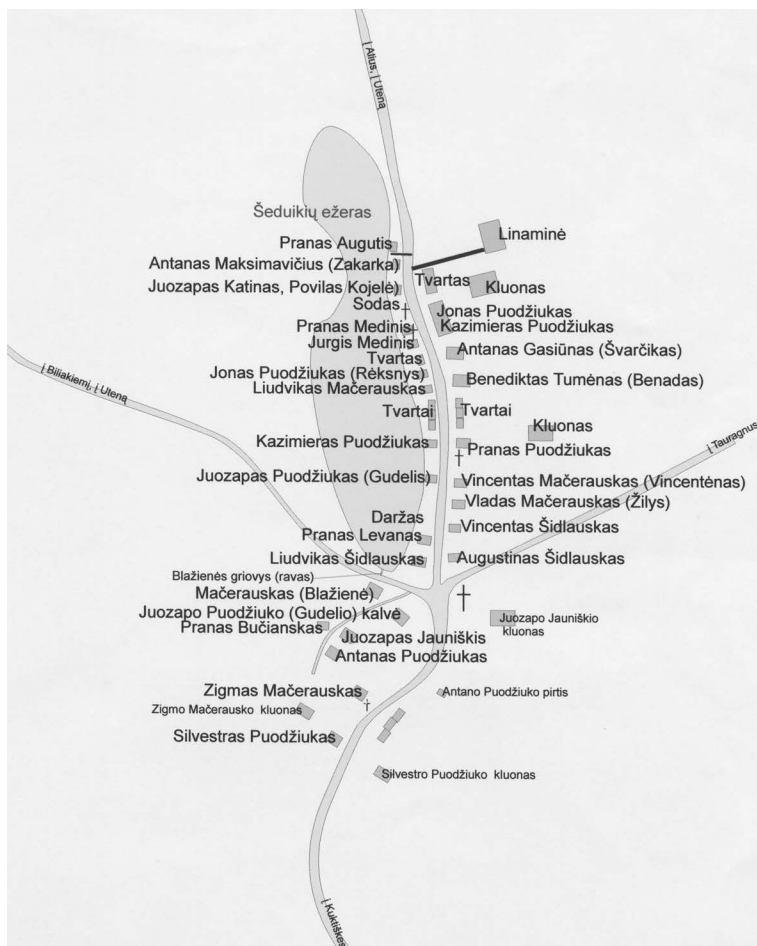 Į Alius, Į Uteną
Šeduikių ežeras
Linaminė
Pranas Augutis
Antanas Maksimavičius (Zakarka)
Tvartas
Kluonas
Juozapas Katinas, Povilas Kojelė)
Sodas
Jonas Puodžiukas
Kazimieras Puodžiukas
Pranas Medinis
Jurgis Medinis
Antanas Gasiūnas (Švarčikas)
Tvartas
Į Biliakiemį, į Uteną
Jonas Puodžiukas (Rėksnys)
Benediktas Tumėnas (Benadas)
Liudvikas Mačerauskas
Tvartai
Tvartai
Kluonas
Į Tauragnus
Kazimieras Puodžiukas
Pranas Puodžiukas
Juozapas Puodžiukas (Gudelis)
Vincentas Mačerauskas (Vincentėnas)
Vladas Mačerauskas (Žilys)
Daržas
Vincentas Šidlauskas
Pranas Levanas
Liudvikas Šidlauskas
Augustinas Šidlauskas
Blažienės griovys (ravas)
Mačerauskas (Blažienė)
Juozapo Puodžiuko (Gudelio) kalvė
Juozapo Jauniškio
kluonas
Pranas Bučianskas
Juozapas Jauniškis
Antanas Puodžiukas
Zigmas Mačerauskas
Antano Puodžiuko pirtis
Zigmo Mačerausko kluonas
Silvestras Puodžiukas
Silvestro Puodžiuko kluonas
Į Kuktiškes